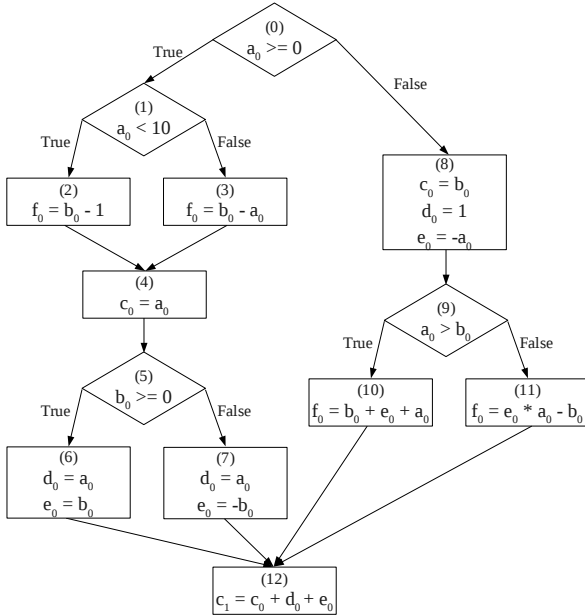 (0)
a₀ >= 0
True
False
(1)
a₀ < 10
True
False
(2)
f₀ = b₀ - 1
(3)
f₀ = b₀ - a₀
(8)
c₀ = b₀
d₀ = 1
e₀ = -a₀
(4)
c₀ = a₀
(9)
a₀ > b₀
True
False
(5)
b₀ >= 0
True
False
(10)
f₀ = b₀ + e₀ + a₀
(11)
f₀ = e₀ * a₀ - b₀
(6)
d₀ = a₀
e₀ = b₀
(7)
d₀ = a₀
e₀ = -b₀
(12)
c₁ = c₀ + d₀ + e₀